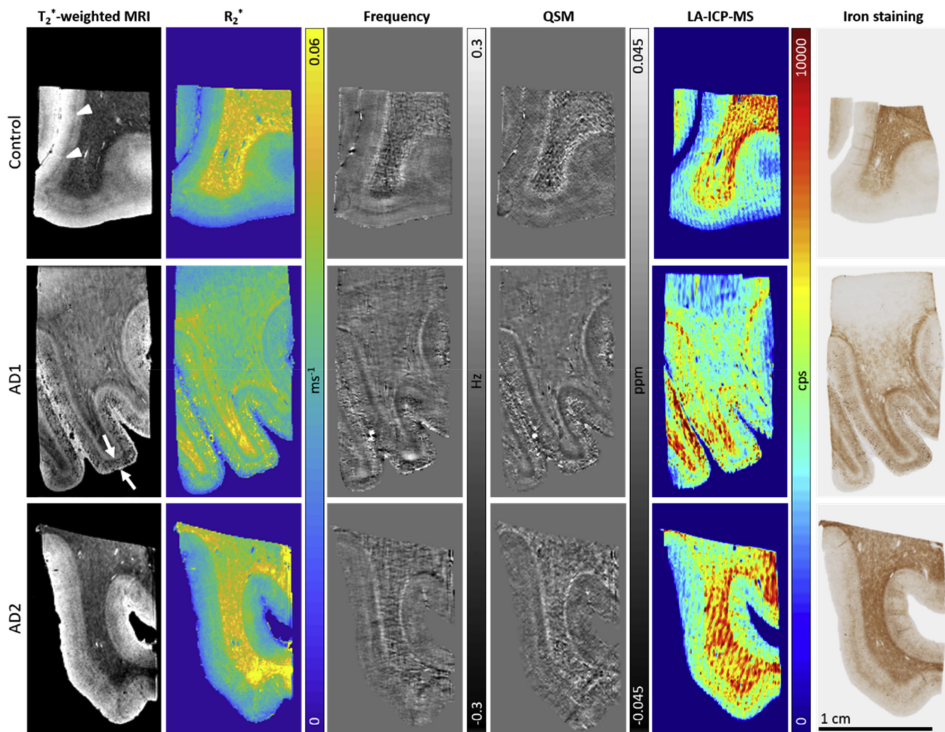 T₂*-weighted MRI R₂* Frequency QSM LA-ICP-MS Iron staining
0.06 0.3 0.045 10000
Control
AD1
ms⁻¹ Hz ppm cps
AD2
0 -0.3 -0.045 0
1 cm